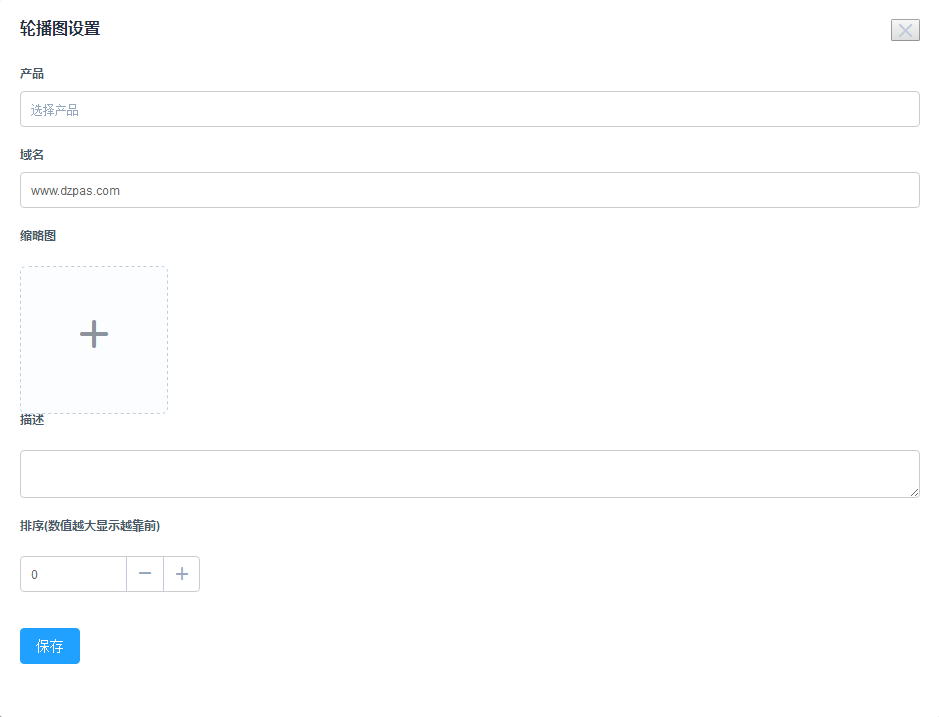 轮播图设置
产品
选择产品
域名
www.dzpas.com
缩略图
描述
排序(数值越大显示越靠前)
0
保存